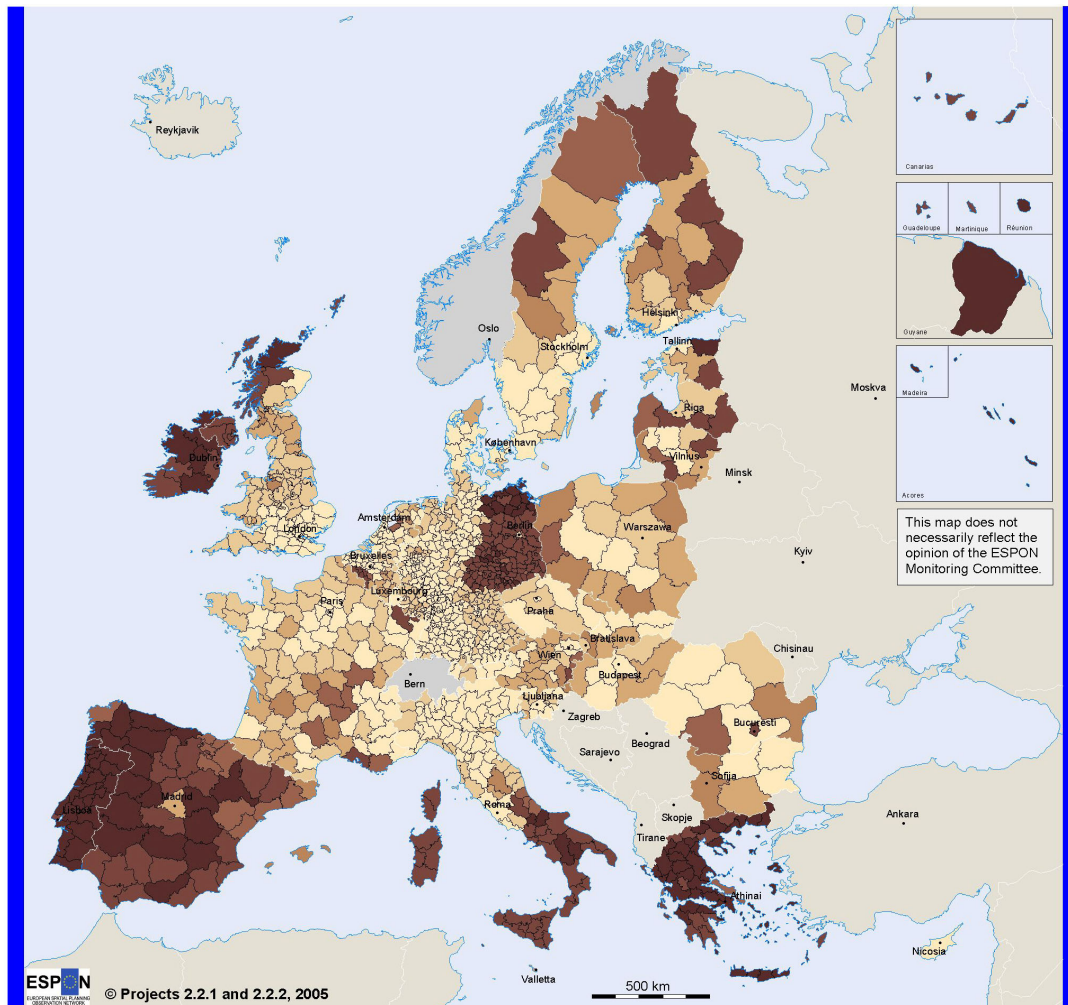 Reykjavik
Canarias
Guadeloupe
Martinique
Réunion
Guyane
Madeira
Acores
This map does not
necessarily reflect the
opinion of the ESPON
Monitoring Committee.
Oslo
Helsinki
Stockholm
Tallinn
Moskva
Riga
København
Vilnius
Minsk
Dublin
London
Amsterdam
Berlin
Warszawa
Bruxelles
Kyiv
Luxembourg
Paris
Praha
Wien
Bratislava
Chisinau
Budapest
Bern
Ljubljana
Zagreb
Bucuresti
Beograd
Sarajevo
Sofija
Madrid
Lisboa
Roma
Skopje
Tirane
Ankara
Athinai
Nicosia
Valletta
ESPON
EUROPEAN SPATIAL PLANNING
OBSERVATION NETWORK
© Projects 2.2.1 and 2.2.2, 2005
500 km